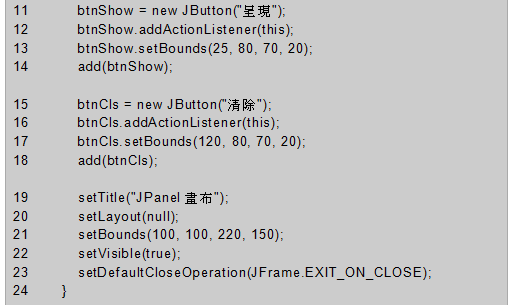 11 btnShow = new JButton("呈現");
12 btnShow.addActionListener(this);
13 btnShow.setBounds(25, 80, 70, 20);
14 add(btnShow);
15 btnCls = new JButton("清除");
16 btnCls.addActionListener(this);
17 btnCls.setBounds(120, 80, 70, 20);
18 add(btnCls);
19 setTitle("JPanel 畫布");
20 setLayout(null);
21 setBounds(100, 100, 220, 150);
22 setVisible(true);
23 setDefaultCloseOperation(JFrame.EXIT_ON_CLOSE);
24 }